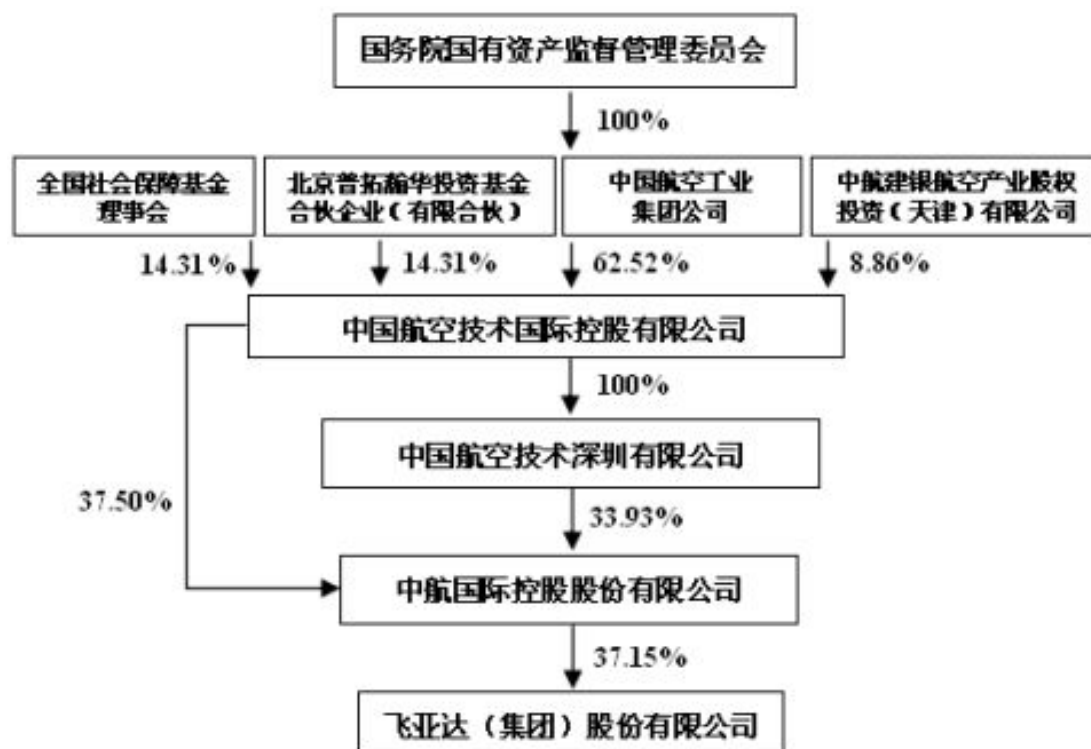 国务院国有资产监督管理委员会
100%
全国社会保障基金
理事会
北京普拓瀚华投资基金
合伙企业（有限合伙）
中国航空工业
集团公司
中航建银航空产业股权
投资（天津）有限公司
14.31%
14.31%
62.52%
8.86%
中国航空技术国际控股有限公司
100%
中国航空技术深圳有限公司
37.50%
33.93%
中航国际控股股份有限公司
37.15%
飞亚达（集团）股份有限公司